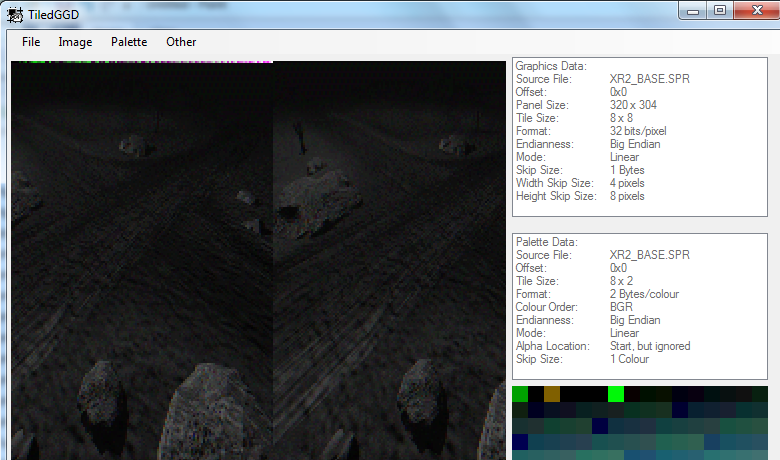 TiledGGD
File Image Palette Other
Graphics Data:
Source File: XR2_BASE.SPR
Offset: 0x0
Panel Size: 320 x 304
Tile Size: 8 x 8
Format: 32 bits/pixel
Endianness: Big Endian
Mode: Linear
Skip Size: 1 Bytes
Width Skip Size: 4 pixels
Height Skip Size: 8 pixels
Palette Data:
Source File: XR2_BASE.SPR
Offset: 0x0
Tile Size: 8 x 2
Format: 2 Bytes/colour
Colour Order: BGR
Endianness: Big Endian
Mode: Linear
Alpha Location: Start, but ignored
Skip Size: 1 Colour